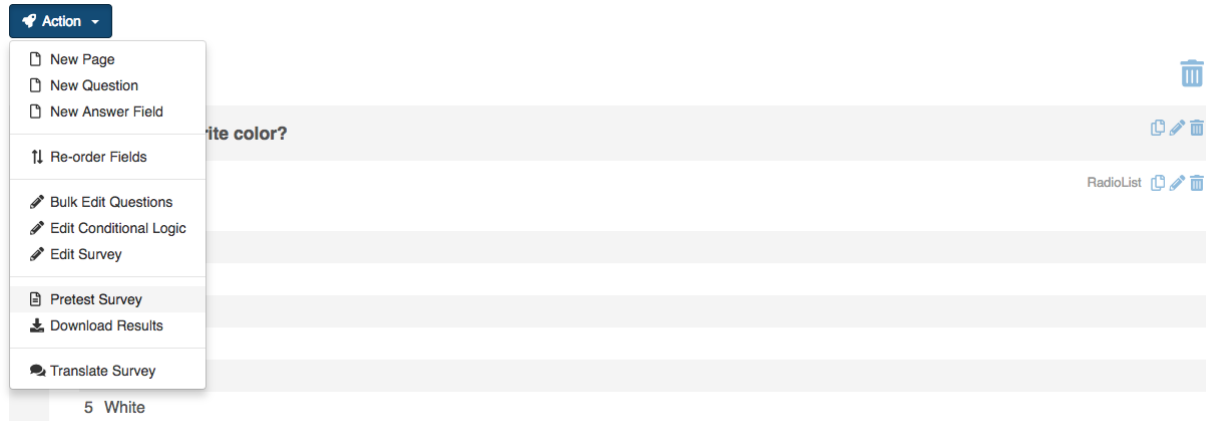 Action
New Page
New Question
New Answer Field
rite color?
Re-order Fields
RadioList
Bulk Edit Questions
Edit Conditional Logic
Edit Survey
Pretest Survey
Download Results
Translate Survey
5 White